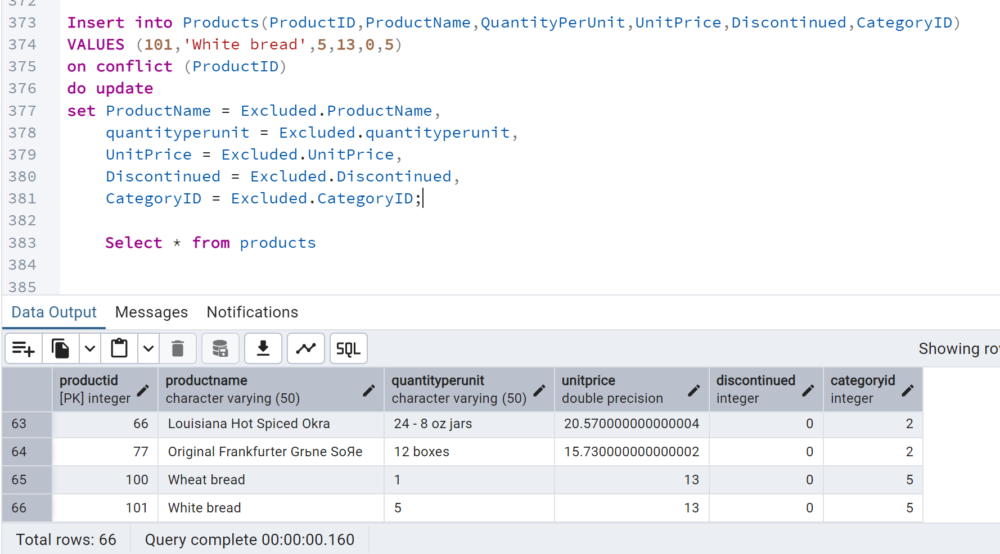 372
373 Insert into Products(ProductID,ProductName,QuantityPerUnit,UnitPrice,Discontinued,CategoryID)
374 VALUES (101,'White bread',5,13,0,5)
375 on conflict (ProductID)
376 do update
377 set ProductName = Excluded.ProductName,
378 quantityperunit = Excluded.quantityperunit,
379 UnitPrice = Excluded.UnitPrice,
380 Discontinued = Excluded.Discontinued,
381 CategoryID = Excluded.CategoryID;
382
383 Select * from products
384
385
Data Output Messages Notifications
SQL Showing ro
productid productname quantityperunit unitprice discontinued categoryid
[PK] integer character varying (50) character varying (50) double precision integer integer
63 66 Louisiana Hot Spiced Okra 24 - 8 oz jars 20.570000000000004 0 2
64 77 Original Frankfurter Grьne SoЯe 12 boxes 15.730000000000002 0 2
65 100 Wheat bread 1 13 0 5
66 101 White bread 5 13 0 5
Total rows: 66 Query complete 00:00:00.160